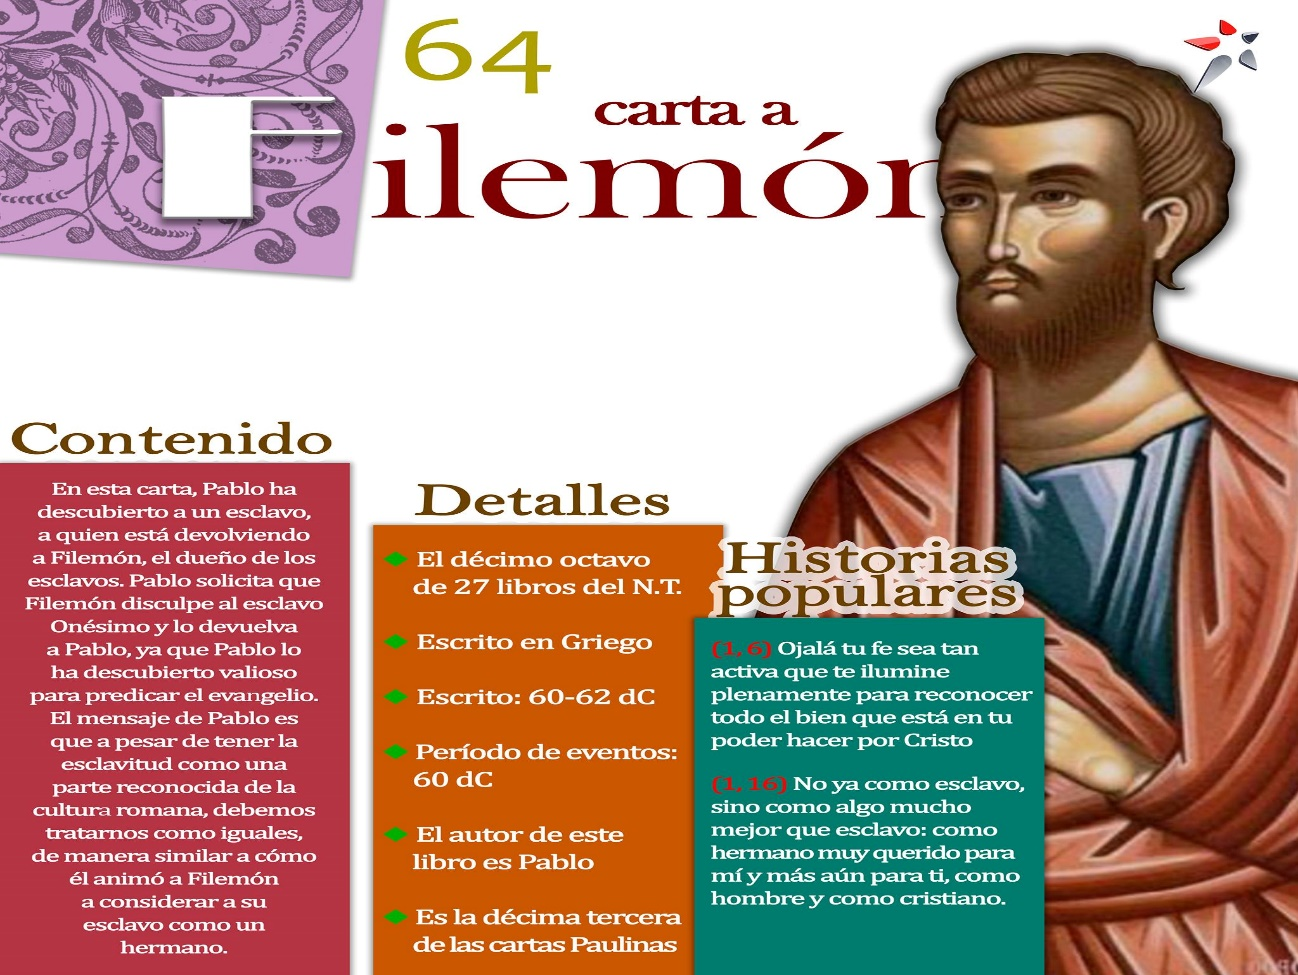 64
carta a
Filemón
Contenido
En esta carta, Pablo ha
descubierto a un esclavo,
a quien está devolviendo
a Filemón, el dueño de los
esclavos. Pablo solicita que
Filemón disculpe al esclavo
Onésimo y lo devuelva
a Pablo, ya que Pablo lo
ha descubierto valioso
para predicar el evangelio.
El mensaje de Pablo es
que a pesar de tener la
esclavitud como una
parte reconocida de la
cultura romana, debemos
tratarnos como iguales,
de manera similar a cómo
él animó a Filemón
a considerar a su
esclavo como un
hermano.
Detalles
El décimo octavo
de 27 libros del N.T.
Escrito en Griego
Escrito: 60-62 dC
Período de eventos:
60 dC
El autor de este
libro es Pablo
Es la décima tercera
de las cartas Paulinas
Historias
populares
(1, 6) Ojalá tu fe sea tan
activa que te ilumine
plenamente para reconocer
todo el bien que está en tu
poder hacer por Cristo
(1, 16) No ya como esclavo,
sino como algo mucho
mejor que esclavo: como
hermano muy querido para
mí y más aún para ti, como
hombre y como cristiano.